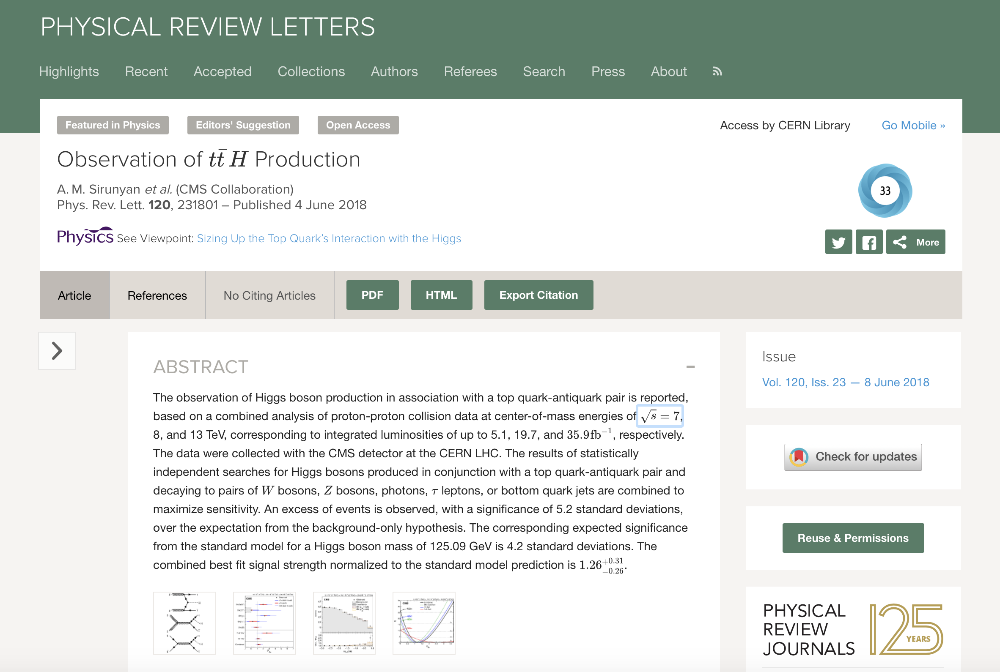 PHYSICAL REVIEW LETTERS
Highlights Recent Accepted Collections Authors Referees Search Press About
Featured in Physics Editors' Suggestion Open Access Access by CERN Library Go Mobile »
Observation of tt̄H Production
A. M. Sirunyan et al. (CMS Collaboration)
Phys. Rev. Lett. 120, 231801 – Published 4 June 2018
33
Physics See Viewpoint: Sizing Up the Top Quark’s Interaction with the Higgs
More
Article References No Citing Articles PDF HTML Export Citation
ABSTRACT
The observation of Higgs boson production in association with a top quark-antiquark pair is reported,
based on a combined analysis of proton-proton collision data at center-of-mass energies of √s = 7,
8, and 13 TeV, corresponding to integrated luminosities of up to 5.1, 19.7, and 35.9 fb⁻¹, respectively.
The data were collected with the CMS detector at the CERN LHC. The results of statistically
independent searches for Higgs bosons produced in conjunction with a top quark-antiquark pair and
decaying to pairs of W bosons, Z bosons, photons, τ leptons, or bottom quark jets are combined to
maximize sensitivity. An excess of events is observed, with a significance of 5.2 standard deviations,
over the expectation from the background-only hypothesis. The corresponding expected significance
from the standard model for a Higgs boson mass of 125.09 GeV is 4.2 standard deviations. The
combined best fit signal strength normalized to the standard model prediction is 1.26 +0.31 −0.26.
Issue
Vol. 120, Iss. 23 — 8 June 2018
Check for updates
Reuse & Permissions
PHYSICAL
REVIEW
JOURNALS
125
YEARS